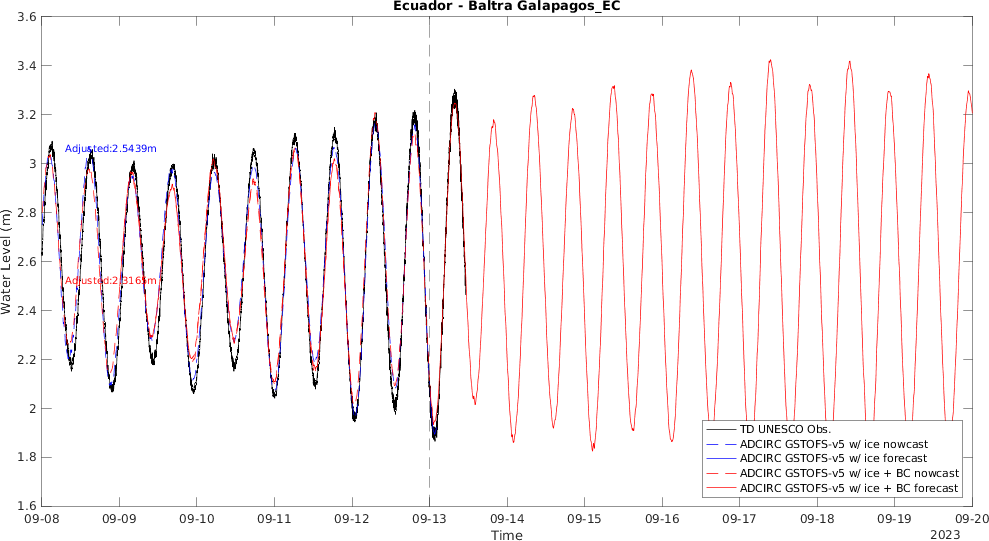 Ecuador - Baltra Galapagos_EC
3.6
3.4
3.2
3
2.8
2.6
2.4
2.2
2
1.8
1.6
Water Level (m)
Adjusted:2.5439m
Adjusted:2.3165m
TD UNESCO Obs.
ADCIRC GSTOFS-v5 w/ ice nowcast
ADCIRC GSTOFS-v5 w/ ice forecast
ADCIRC GSTOFS-v5 w/ ice + BC nowcast
ADCIRC GSTOFS-v5 w/ ice + BC forecast
09-08 09-09 09-10 09-11 09-12 09-13 09-14 09-15 09-16 09-17 09-18 09-19 09-20
Time
2023